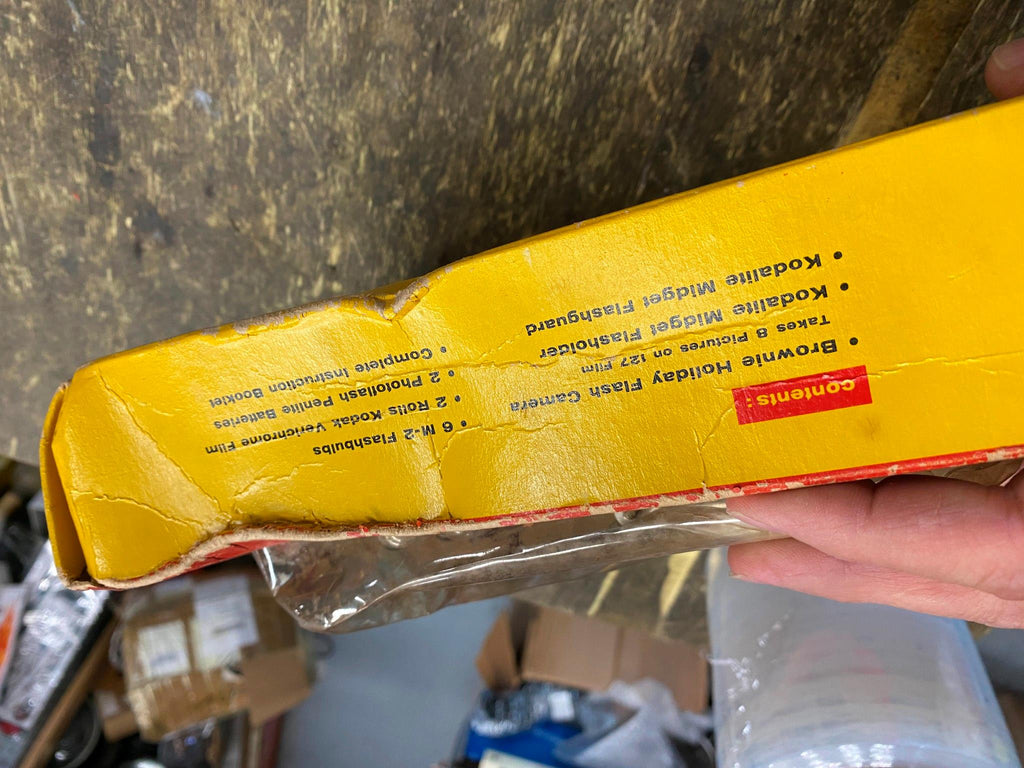 contents:
• Brownie Holiday Flash Camera
Takes 8 Pictures on 127 Film
• Kodalite Midget Flasholder
• Kodalite Midget Flashguard
• 6 M-2 Flashbulbs
• 2 Rolls Kodak Verichrome Film
• 2 Photoflash Penlite Batteries
• Complete Instruction Booklet